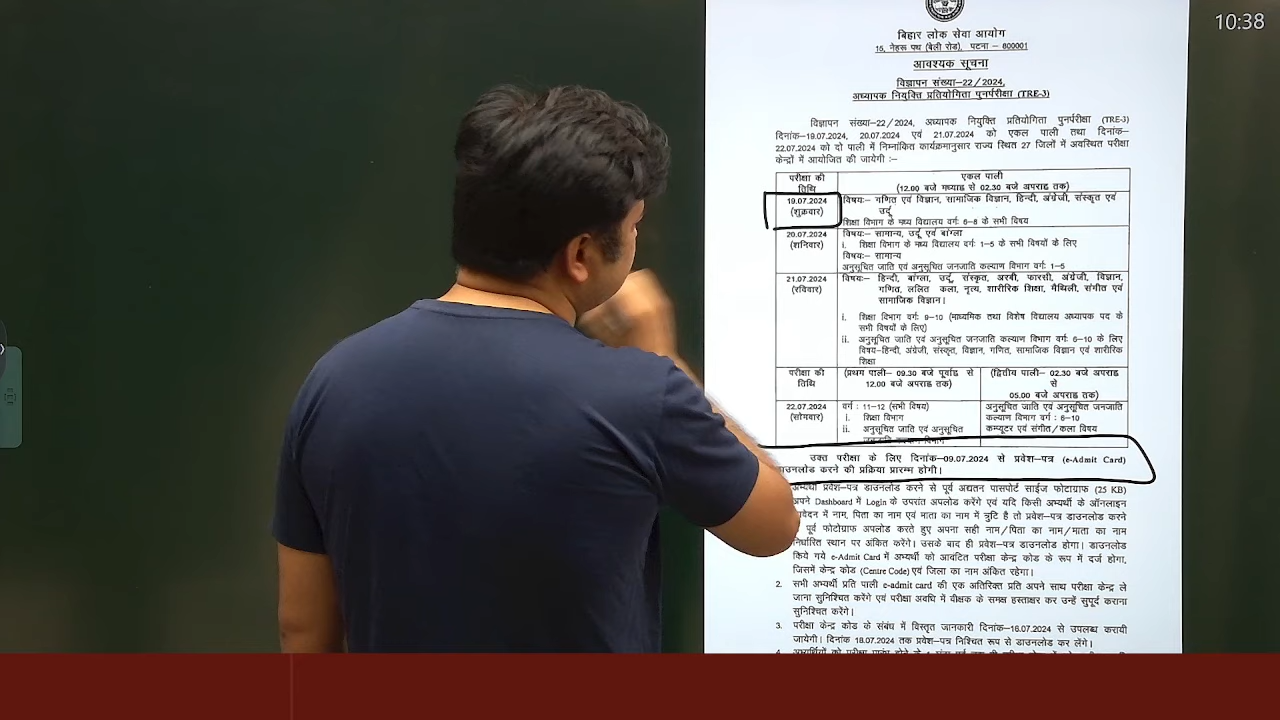 10:38
बिहार लोक सेवा आयोग
15, नेहरू पथ (बेली रोड), पटना – 800001
आवश्यक सूचना
विज्ञापन संख्या–22/2024,
अध्यापक नियुक्ति प्रतियोगिता पुनर्परीक्षा (TRE-3)
विज्ञापन संख्या–22/2024, अध्यापक नियुक्ति प्रतियोगिता पुनर्परीक्षा (TRE-3)
दिनांक–19.07.2024, 20.07.2024 एवं 21.07.2024 को एकल पाली तथा दिनांक–
22.07.2024 को दो पाली में निम्नांकित कार्यक्रमानुसार राज्य स्थित 27 जिलों में अवस्थित परीक्षा
केन्द्रों में आयोजित की जायेगी :–
परीक्षा की तिथि
एकल पाली
(12.00 बजे मध्याह्न से 02.30 बजे अपराह्न तक)
19.07.2024
(शुक्रवार)
विषय:– गणित एवं विज्ञान, सामाजिक विज्ञान, हिन्दी, अंग्रेजी, संस्कृत एवं
उर्दू
शिक्षा विभाग के मध्य विद्यालय वर्ग: 6–8 के सभी विषय
20.07.2024
(शनिवार)
विषय:– सामान्य, उर्दू एवं बांग्ला
i. शिक्षा विभाग के मध्य विद्यालय वर्ग: 1–5 के सभी विषयों के लिए
विषय:– सामान्य
अनुसूचित जाति एवं अनुसूचित जनजाति कल्याण विभाग वर्ग: 1–5
21.07.2024
(रविवार)
विषय:– हिन्दी, बांग्ला, उर्दू, संस्कृत, अरबी, फारसी, अंग्रेजी, विज्ञान,
गणित, ललित कला, नृत्य, शारीरिक शिक्षा, मैथिली, संगीत एवं
सामाजिक विज्ञान।
i. शिक्षा विभाग वर्ग: 9–10 (माध्यमिक तथा विशेष विद्यालय अध्यापक पद के
सभी विषयों के लिए)
ii. अनुसूचित जाति एवं अनुसूचित जनजाति कल्याण विभाग वर्ग: 6–10 के लिए
विषय–हिन्दी, अंग्रेजी, संस्कृत, विज्ञान, गणित, सामाजिक विज्ञान एवं शारीरिक
शिक्षा
परीक्षा की तिथि
(प्रथम पाली– 09.30 बजे पूर्वाह्न से
12.00 बजे अपराह्न तक)
(द्वितीय पाली– 02.30 बजे अपराह्न
से
05.00 बजे अपराह्न तक)
22.07.2024
(सोमवार)
वर्ग : 11–12 (सभी विषय)
i. शिक्षा विभाग
ii. अनुसूचित जाति एवं अनुसूचित
अनुसूचित जाति एवं अनुसूचित जनजाति
कल्याण विभाग वर्ग : 6–10
कम्प्यूटर एवं संगीत/कला विषय
उक्त परीक्षा के लिए दिनांक–09.07.2024 से प्रवेश–पत्र (e-Admit Card)
डाउनलोड करने की प्रक्रिया प्रारम्भ होगी।
अभ्यर्थी प्रवेश–पत्र डाउनलोड करने से पूर्व अद्यतन पासपोर्ट साईज फोटोग्राफ (25 KB)
अपने Dashboard में Login के उपरांत अपलोड करेंगे एवं यदि किसी अभ्यर्थी के ऑनलाइन
आवेदन में नाम, पिता का नाम एवं माता का नाम में त्रुटि है तो प्रवेश–पत्र डाउनलोड करने
पूर्व फोटोग्राफ अपलोड करते हुए अपना सही नाम/पिता का नाम/माता का नाम
निर्धारित स्थान पर अंकित करेंगे। उसके बाद ही प्रवेश–पत्र डाउनलोड होगा। डाउनलोड
किये गये e-Admit Card में अभ्यर्थी को आवंटित परीक्षा केन्द्र कोड के रूप में दर्ज होगा,
जिसमें केन्द्र कोड (Centre Code) एवं जिला का नाम अंकित रहेगा।
2. सभी अभ्यर्थी प्रति पाली e-admit card की एक अतिरिक्त प्रति अपने साथ परीक्षा केन्द्र ले
जाना सुनिश्चित करेंगे एवं परीक्षा अवधि में वीक्षक के समक्ष हस्ताक्षर कर उन्हें सुपूर्द कराना
सुनिश्चित करेंगे।
3. परीक्षा केन्द्र कोड के संबंध में विस्तृत जानकारी दिनांक–16.07.2024 से उपलब्ध करायी
जायेगी। दिनांक 18.07.2024 तक प्रवेश–पत्र निश्चित रूप से डाउनलोड कर लेंगे।